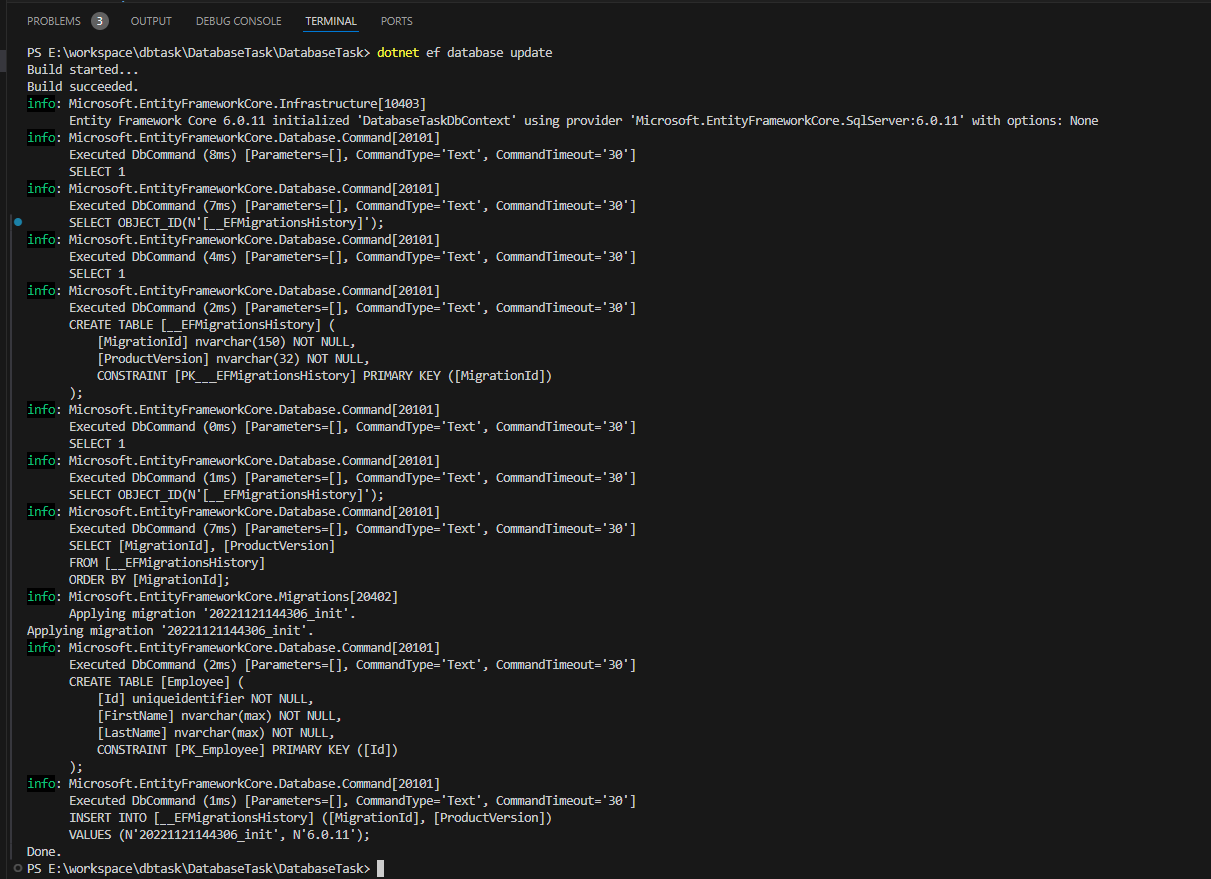 PROBLEMS 3 OUTPUT DEBUG CONSOLE TERMINAL PORTS
PS E:\workspace\dbtask\DatabaseTask\DatabaseTask> dotnet ef database update
Build started...
Build succeeded.
info: Microsoft.EntityFrameworkCore.Infrastructure[10403]
      Entity Framework Core 6.0.11 initialized 'DatabaseTaskDbContext' using provider 'Microsoft.EntityFrameworkCore.SqlServer:6.0.11' with options: None
info: Microsoft.EntityFrameworkCore.Database.Command[20101]
      Executed DbCommand (8ms) [Parameters=[], CommandType='Text', CommandTimeout='30']
      SELECT 1
info: Microsoft.EntityFrameworkCore.Database.Command[20101]
      Executed DbCommand (7ms) [Parameters=[], CommandType='Text', CommandTimeout='30']
      SELECT OBJECT_ID(N'[__EFMigrationsHistory]');
info: Microsoft.EntityFrameworkCore.Database.Command[20101]
      Executed DbCommand (4ms) [Parameters=[], CommandType='Text', CommandTimeout='30']
      SELECT 1
info: Microsoft.EntityFrameworkCore.Database.Command[20101]
      Executed DbCommand (2ms) [Parameters=[], CommandType='Text', CommandTimeout='30']
      CREATE TABLE [__EFMigrationsHistory] (
          [MigrationId] nvarchar(150) NOT NULL,
          [ProductVersion] nvarchar(32) NOT NULL,
          CONSTRAINT [PK___EFMigrationsHistory] PRIMARY KEY ([MigrationId])
      );
info: Microsoft.EntityFrameworkCore.Database.Command[20101]
      Executed DbCommand (0ms) [Parameters=[], CommandType='Text', CommandTimeout='30']
      SELECT 1
info: Microsoft.EntityFrameworkCore.Database.Command[20101]
      Executed DbCommand (1ms) [Parameters=[], CommandType='Text', CommandTimeout='30']
      SELECT OBJECT_ID(N'[__EFMigrationsHistory]');
info: Microsoft.EntityFrameworkCore.Database.Command[20101]
      Executed DbCommand (7ms) [Parameters=[], CommandType='Text', CommandTimeout='30']
      SELECT [MigrationId], [ProductVersion]
      FROM [__EFMigrationsHistory]
      ORDER BY [MigrationId];
info: Microsoft.EntityFrameworkCore.Migrations[20402]
      Applying migration '20221121144306_init'.
Applying migration '20221121144306_init'.
info: Microsoft.EntityFrameworkCore.Database.Command[20101]
      Executed DbCommand (2ms) [Parameters=[], CommandType='Text', CommandTimeout='30']
      CREATE TABLE [Employee] (
          [Id] uniqueidentifier NOT NULL,
          [FirstName] nvarchar(max) NOT NULL,
          [LastName] nvarchar(max) NOT NULL,
          CONSTRAINT [PK_Employee] PRIMARY KEY ([Id])
      );
info: Microsoft.EntityFrameworkCore.Database.Command[20101]
      Executed DbCommand (1ms) [Parameters=[], CommandType='Text', CommandTimeout='30']
      INSERT INTO [__EFMigrationsHistory] ([MigrationId], [ProductVersion])
      VALUES (N'20221121144306_init', N'6.0.11');
Done.
PS E:\workspace\dbtask\DatabaseTask\DatabaseTask>